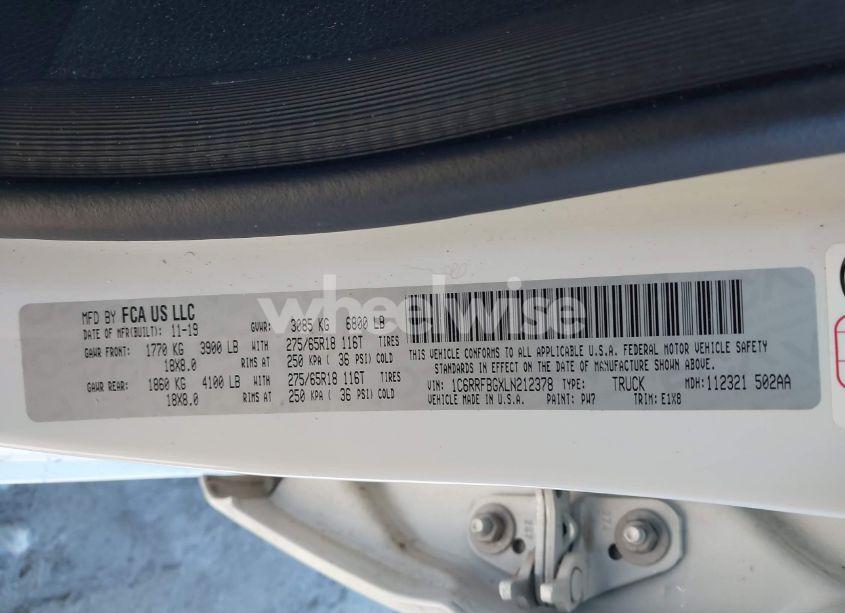 MFD BY FCA US LLC
DATE OF MFR(BUILT): 11-19 GVWR: 3085 KG 6800 LB
GAWR FRONT: 1770 KG 3900 LB WITH 275/65R18 116T TIRES
18X8.0 RIMS AT 250 KPA ( 36 PSI) COLD
GAWR REAR: 1860 KG 4100 LB WITH 275/65R18 116T TIRES
18X8.0 RIMS AT 250 KPA ( 36 PSI) COLD
THIS VEHICLE CONFORMS TO ALL APPLICABLE U.S.A. FEDERAL MOTOR VEHICLE SAFETY
STANDARDS IN EFFECT ON THE DATE OF MANUFACTURE SHOWN ABOVE.
VIN: 1C6RRFBGXLN212378 TYPE: TRUCK MDH: 112321 502AA
VEHICLE MADE IN U.S.A. PAINT: PW7 TRIM: E1X8
wheelwise